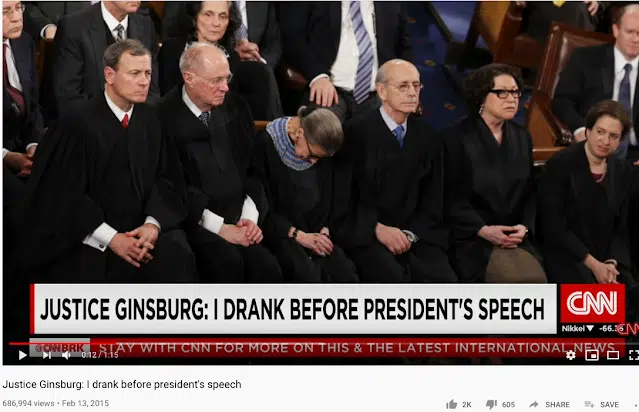 JUSTICE GINSBURG: I DRANK BEFORE PRESIDENT'S SPEECH
CNN
Nikkei▼ -66.36
@CNNBRK STAY WITH CNN FOR MORE ON THIS & THE LATEST INTERNATIONAL NEWS
0:12 / 1:15
Justice Ginsburg: I drank before president's speech
686,994 views • Feb 13, 2015
2K 605 SHARE SAVE